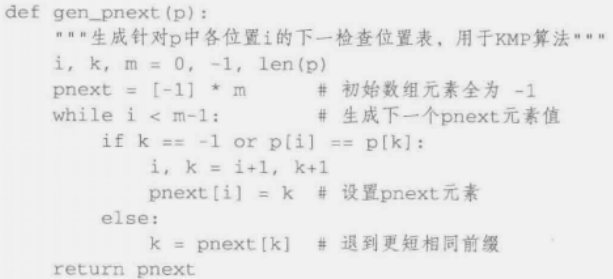 def gen_pnext(p):
    """生成针对p中各位置i的下一检查位置表，用于KMP算法"""
    i, k, m = 0, -1, len(p)
    pnext = [-1] * m       # 初始数组元素全为 -1
    while i < m-1:         # 生成下一个pnext元素值
        if k == -1 or p[i] == p[k]:
            i, k = i+1, k+1
            pnext[i] = k  # 设置pnext元素
        else:
            k = pnext[k]  # 退到更短相同前缀
    return pnext